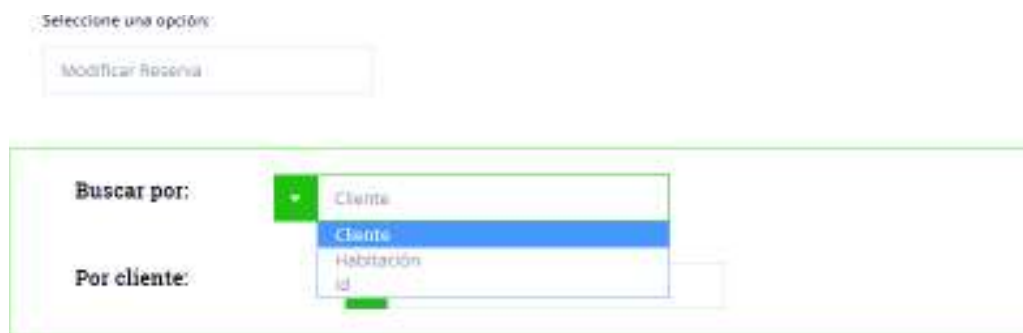 Seleccione una opción:
Modificar Reserva
Buscar por:
Cliente
Cliente
Habitación
Id
Por cliente: